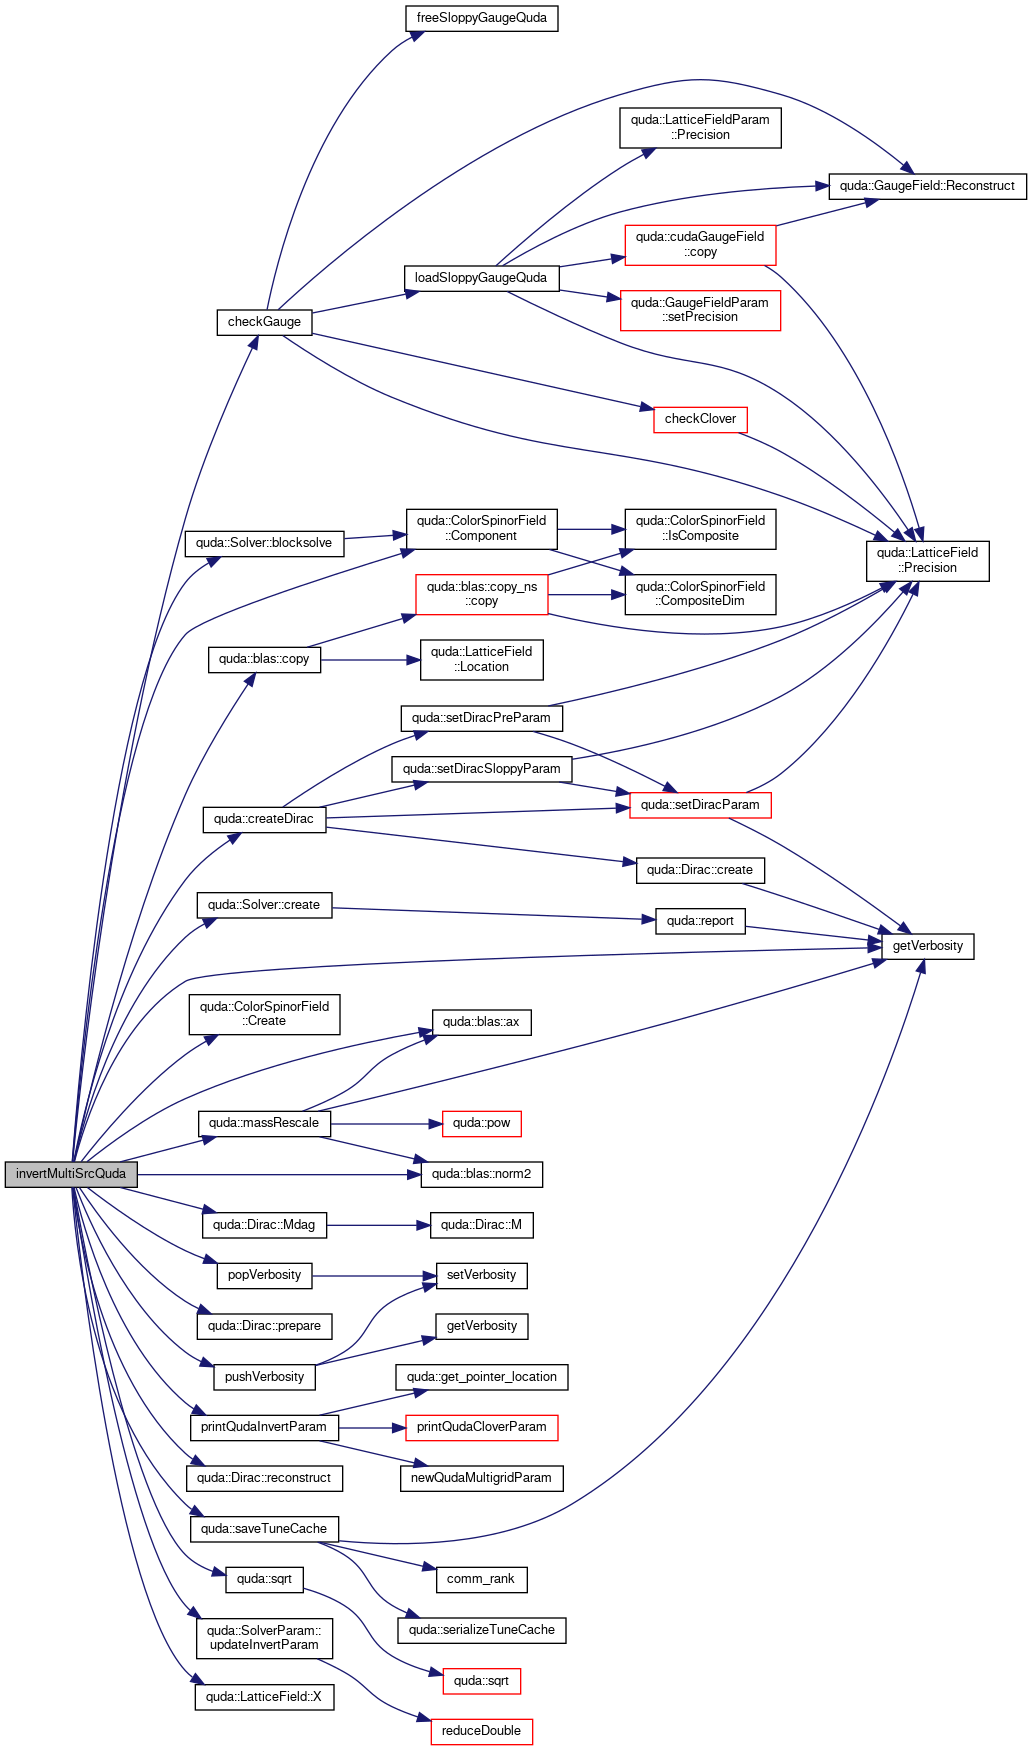 freeSloppyGaugeQuda
quda::LatticeFieldParam
::Precision
quda::GaugeField::Reconstruct
quda::cudaGaugeField
::copy
loadSloppyGaugeQuda
quda::GaugeFieldParam
::setPrecision
checkGauge
checkClover
quda::Solver::blocksolve
quda::ColorSpinorField
::Component
quda::ColorSpinorField
::IsComposite
quda::LatticeField
::Precision
quda::blas::copy_ns
::copy
quda::ColorSpinorField
::CompositeDim
quda::blas::copy
quda::LatticeField
::Location
quda::setDiracPreParam
quda::setDiracSloppyParam
quda::setDiracParam
quda::createDirac
quda::Dirac::create
quda::Solver::create
quda::report
getVerbosity
quda::ColorSpinorField
::Create
quda::blas::ax
quda::massRescale
quda::pow
invertMultiSrcQuda
quda::blas::norm2
quda::Dirac::Mdag
quda::Dirac::M
popVerbosity
setVerbosity
quda::Dirac::prepare
getVerbosity
pushVerbosity
quda::get_pointer_location
printQudaInvertParam
printQudaCloverParam
quda::Dirac::reconstruct
newQudaMultigridParam
quda::saveTuneCache
quda::sqrt
comm_rank
quda::SolverParam::
updateInvertParam
quda::serializeTuneCache
quda::sqrt
quda::LatticeField::X
reduceDouble